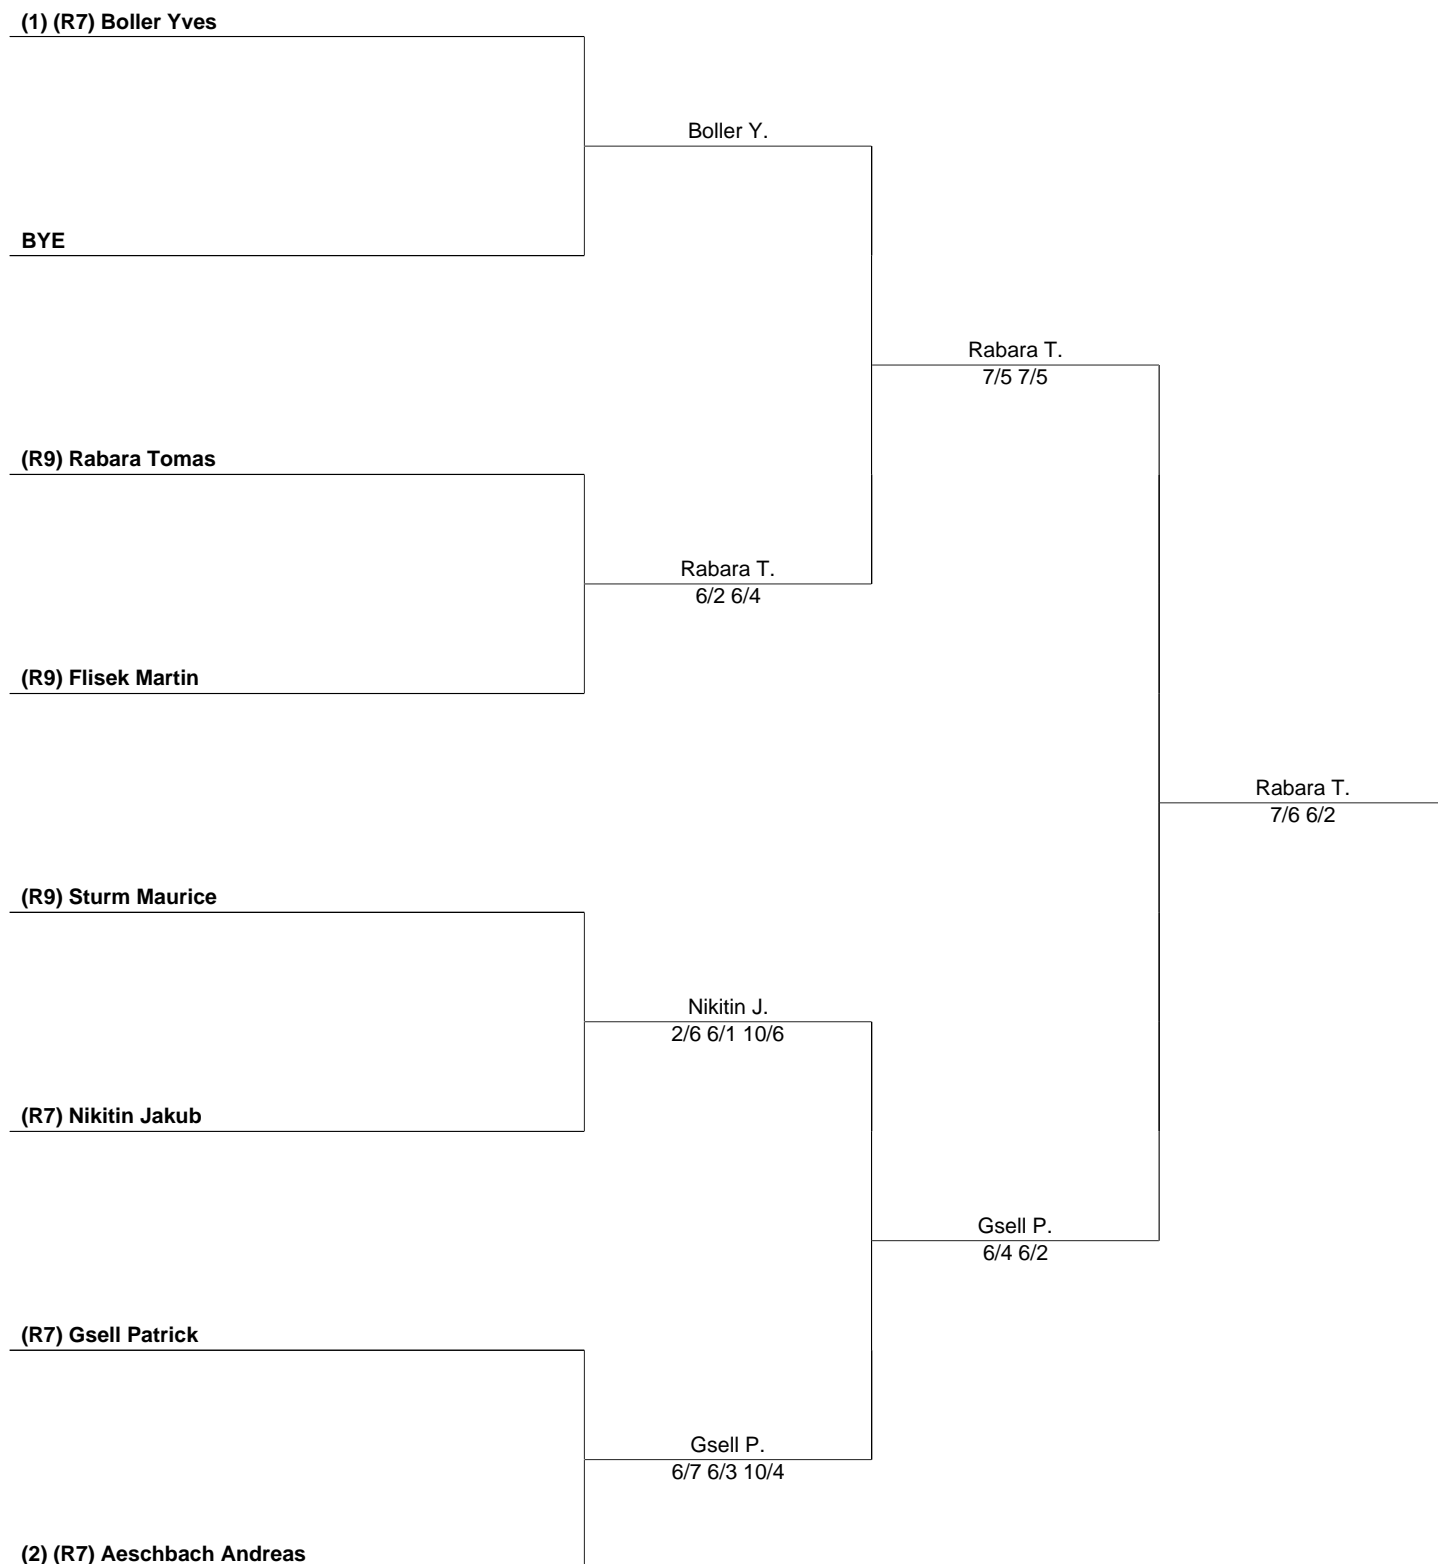 (1) (R7) Boller Yves
Boller Y.
BYE
Rabara T.
7/5 7/5
(R9) Rabara Tomas
Rabara T.
6/2 6/4
(R9) Flisek Martin
Rabara T.
7/6 6/2
(R9) Sturm Maurice
Nikitin J.
2/6 6/1 10/6
(R7) Nikitin Jakub
Gsell P.
6/4 6/2
(R7) Gsell Patrick
Gsell P.
6/7 6/3 10/4
(2) (R7) Aeschbach Andreas